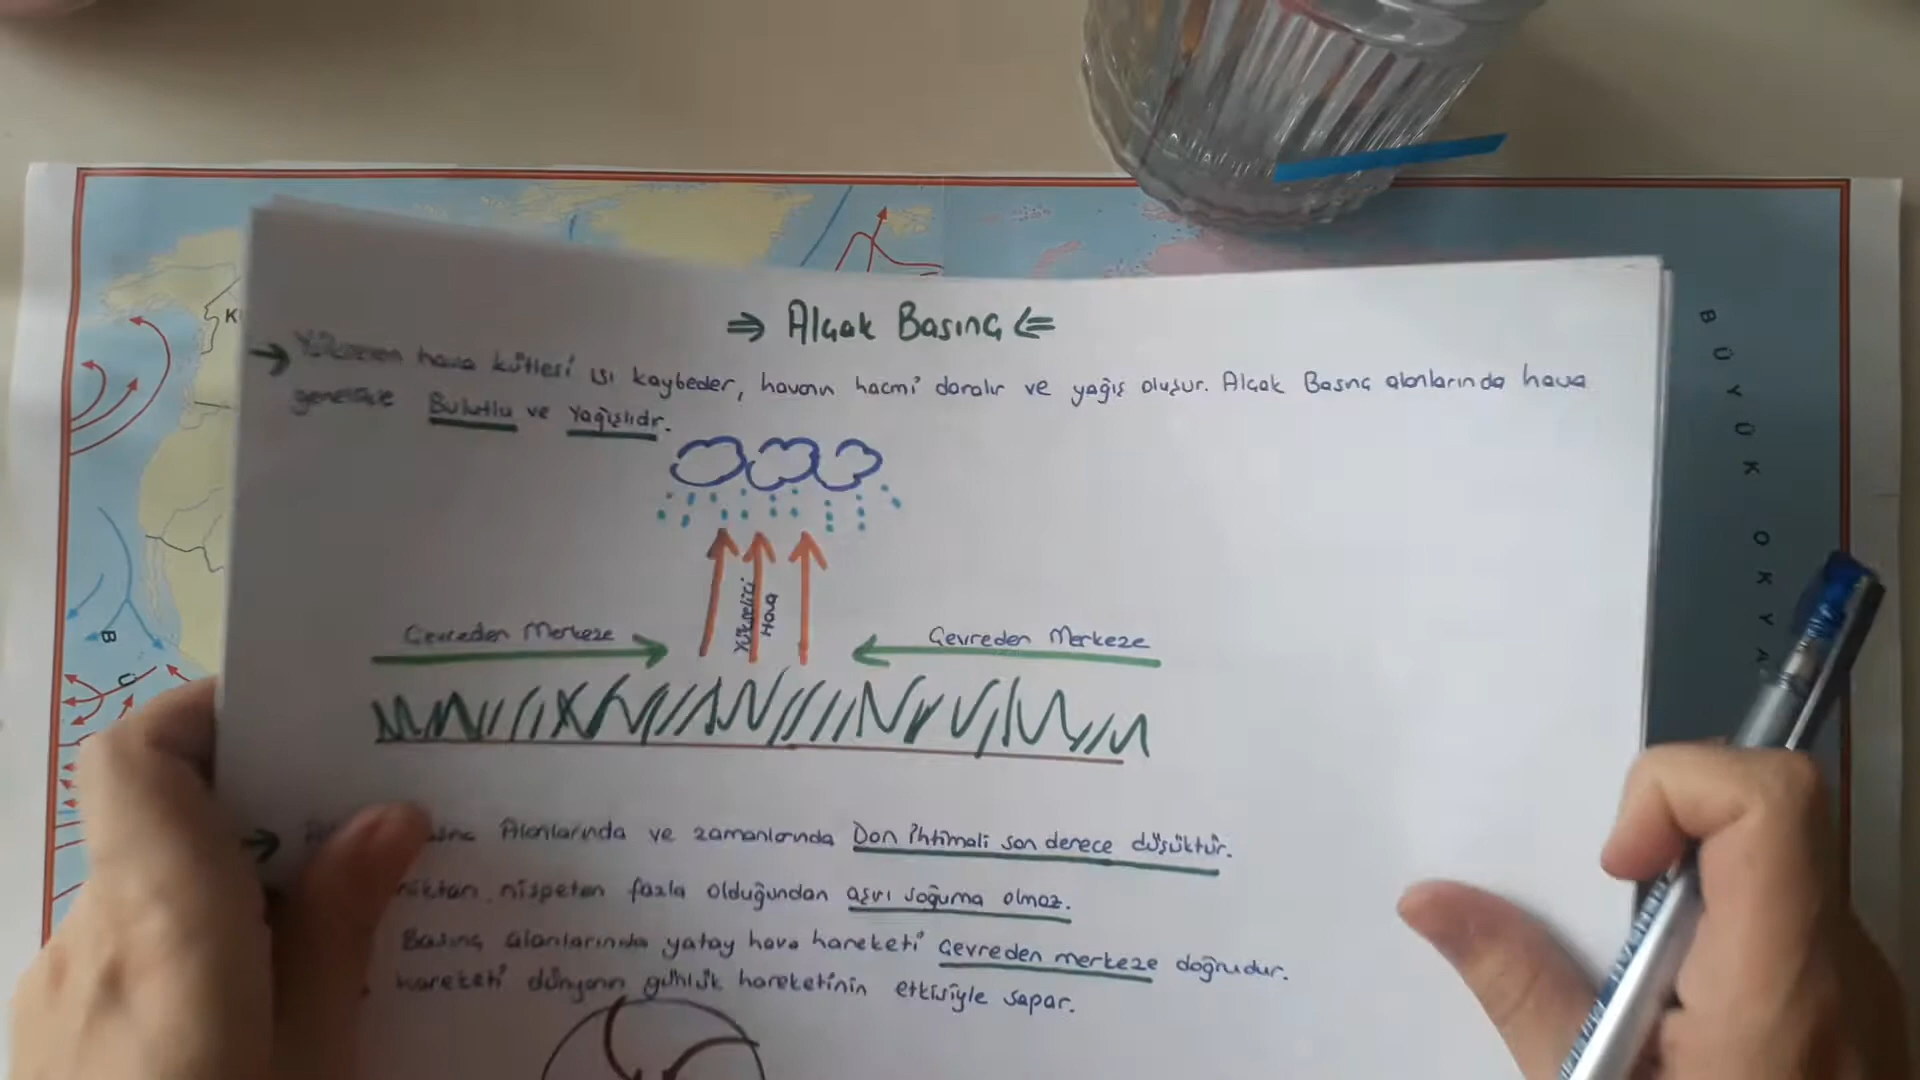 ⇒ Alçak Basınç ⇐
→ Yükselen hava kütlesi ısı kaybeder, havanın hacmi daralır ve yağış oluşur. Alçak Basınç alanlarında hava
genellikle Bulutlu ve Yağışlıdır.
Yükselici Hava
Çevreden Merkeze
Çevreden Merkeze
→ Alanlarında ve zamanlarında Don İhtimali son derece düşüktür.
nispeten fazla olduğundan aşırı soğuma olmaz.
Basınç alanlarında yatay hava hareketi Çevreden merkeze doğrudur.
hareketi dünyanın günlük hareketinin etkisiyle sapar.
K
B
Ü
BÜYÜK OKYA